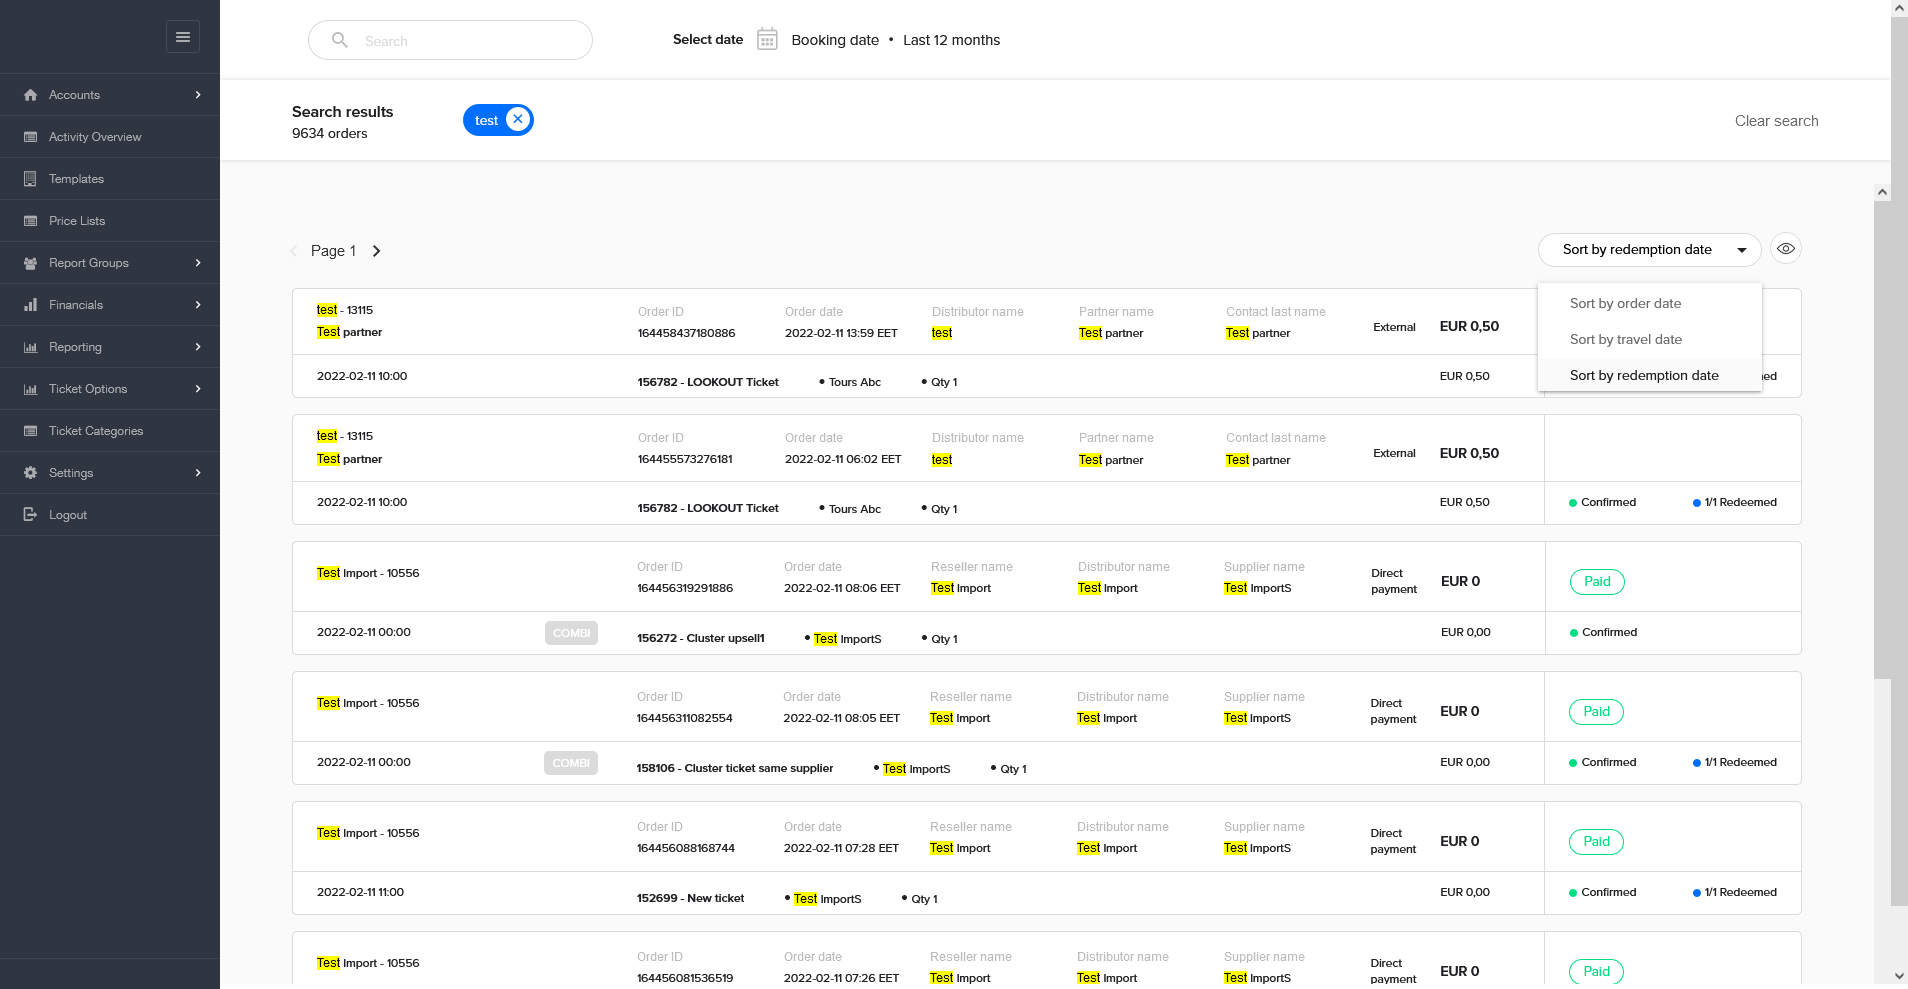 Search
Select date
Booking date • Last 12 months
Accounts
Activity Overview
Templates
Price Lists
Report Groups
Financials
Reporting
Ticket Options
Ticket Categories
Settings
Logout
Search results
9634 orders
test
Clear search
Page 1
Sort by redemption date
Sort by order date
Sort by travel date
Sort by redemption date
test - 13115
Test partner
Order ID
164458437180886
Order date
2022-02-11 13:59 EET
Distributor name
test
Partner name
Test partner
Contact last name
Test partner
External
EUR 0,50
2022-02-11 10:00
156782 - LOOKOUT Ticket • Tours Abc • Qty 1
EUR 0,50
test - 13115
Test partner
Order ID
164455573276181
Order date
2022-02-11 06:02 EET
Distributor name
test
Partner name
Test partner
Contact last name
Test partner
External
EUR 0,50
2022-02-11 10:00
156782 - LOOKOUT Ticket • Tours Abc • Qty 1
EUR 0,50
Confirmed
1/1 Redeemed
Test Import - 10556
Order ID
164456319291886
Order date
2022-02-11 08:06 EET
Reseller name
Test Import
Distributor name
Test Import
Supplier name
Test ImportS
Direct
payment
EUR 0
Paid
2022-02-11 00:00
COMBI
156272 - Cluster upsell1 • Test ImportS • Qty 1
EUR 0,00
Confirmed
Test Import - 10556
Order ID
164456311082554
Order date
2022-02-11 08:05 EET
Reseller name
Test Import
Distributor name
Test Import
Supplier name
Test ImportS
Direct
payment
EUR 0
Paid
2022-02-11 00:00
COMBI
158106 - Cluster ticket same supplier • Test ImportS • Qty 1
EUR 0,00
Confirmed
1/1 Redeemed
Test Import - 10556
Order ID
164456088168744
Order date
2022-02-11 07:28 EET
Reseller name
Test Import
Distributor name
Test Import
Supplier name
Test ImportS
Direct
payment
EUR 0
Paid
2022-02-11 11:00
152699 - New ticket • Test ImportS • Qty 1
EUR 0,00
Confirmed
1/1 Redeemed
Test Import - 10556
Order ID
164456081536519
Order date
2022-02-11 07:26 EET
Reseller name
Test Import
Distributor name
Test Import
Supplier name
Test ImportS
Direct
payment
EUR 0
Paid